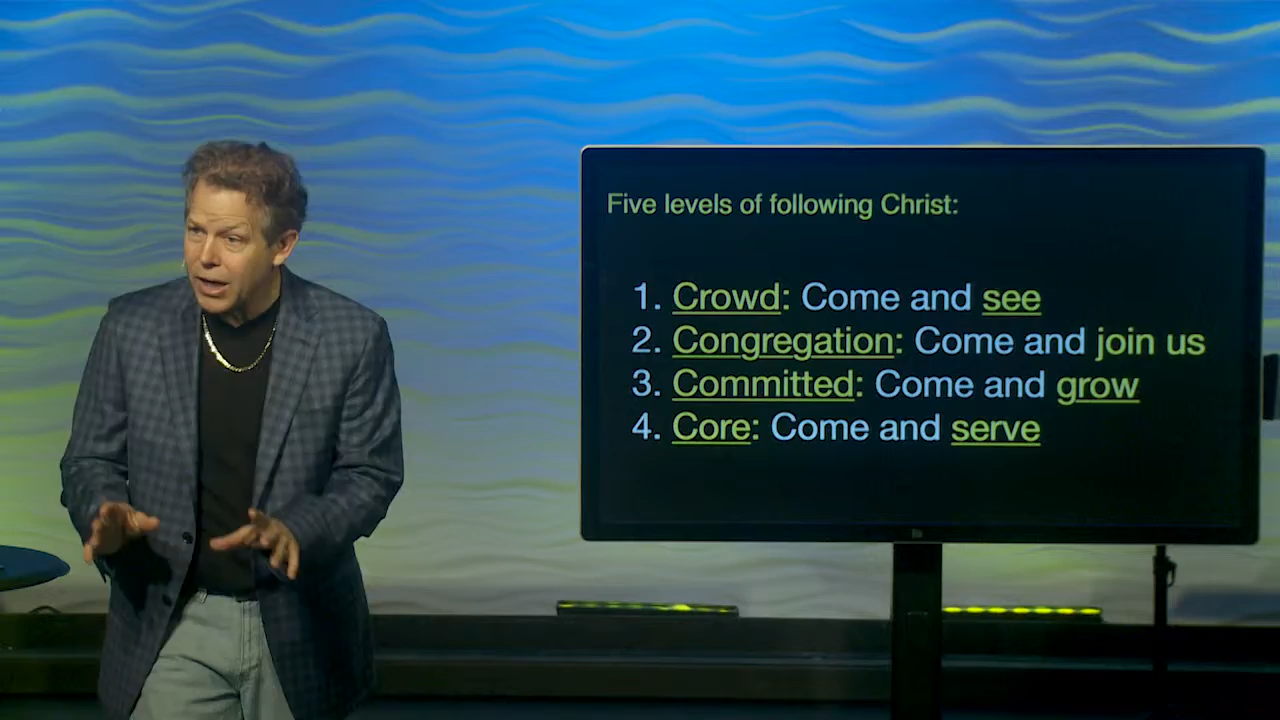 Five levels of following Christ:
1. Crowd: Come and see
2. Congregation: Come and join us
3. Committed: Come and grow
4. Core: Come and serve